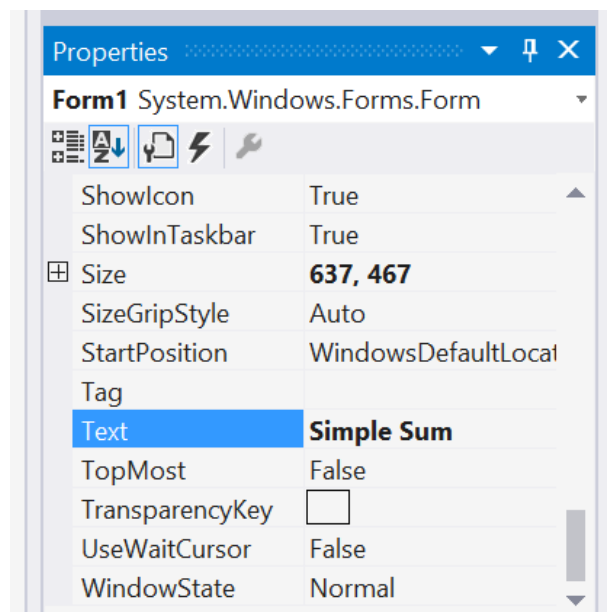 Properties
Form1 System.Windows.Forms.Form
ShowIcon True
ShowInTaskbar True
Size 637, 467
SizeGripStyle Auto
StartPosition WindowsDefaultLocat
Tag
Text Simple Sum
TopMost False
TransparencyKey
UseWaitCursor False
WindowState Normal